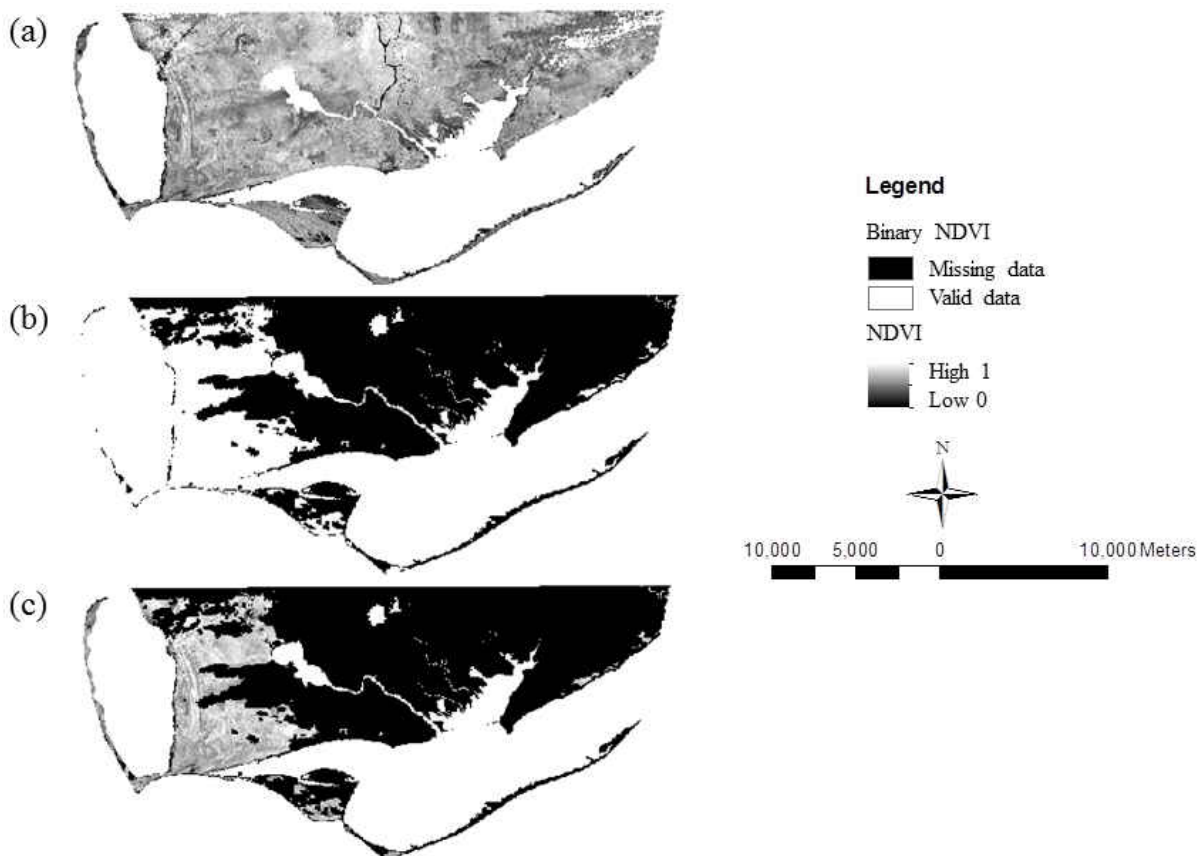 (a)
(b)
(c)
Legend
Binary NDVI
Missing data
Valid data
NDVI
High 1
Low 0
N
10,000 5,000 0 10,000 Meters